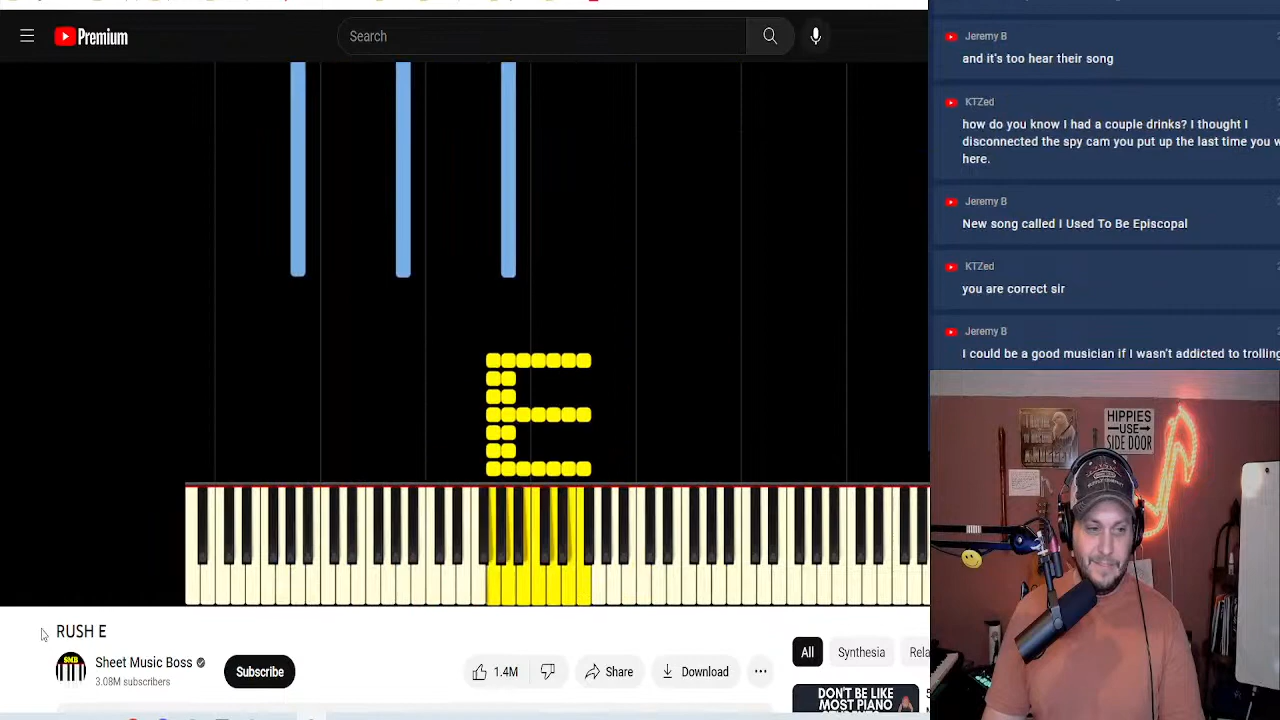 Premium
Search
E
RUSH E
SMB
Sheet Music Boss
3.08M subscribers
Subscribe
1.4M
Share
Download
All
Synthesia
DON'T BE LIKE
MOST PIANO
Jeremy B
and it's too hear their song
KTZed
how do you know I had a couple drinks? I thought I
disconnected the spy cam you put up the last time you
here.
Jeremy B
New song called I Used To Be Episcopal
KTZed
you are correct sir
Jeremy B
I could be a good musician if I wasn't addicted to trolling
HIPPIES
USE
SIDE DOOR